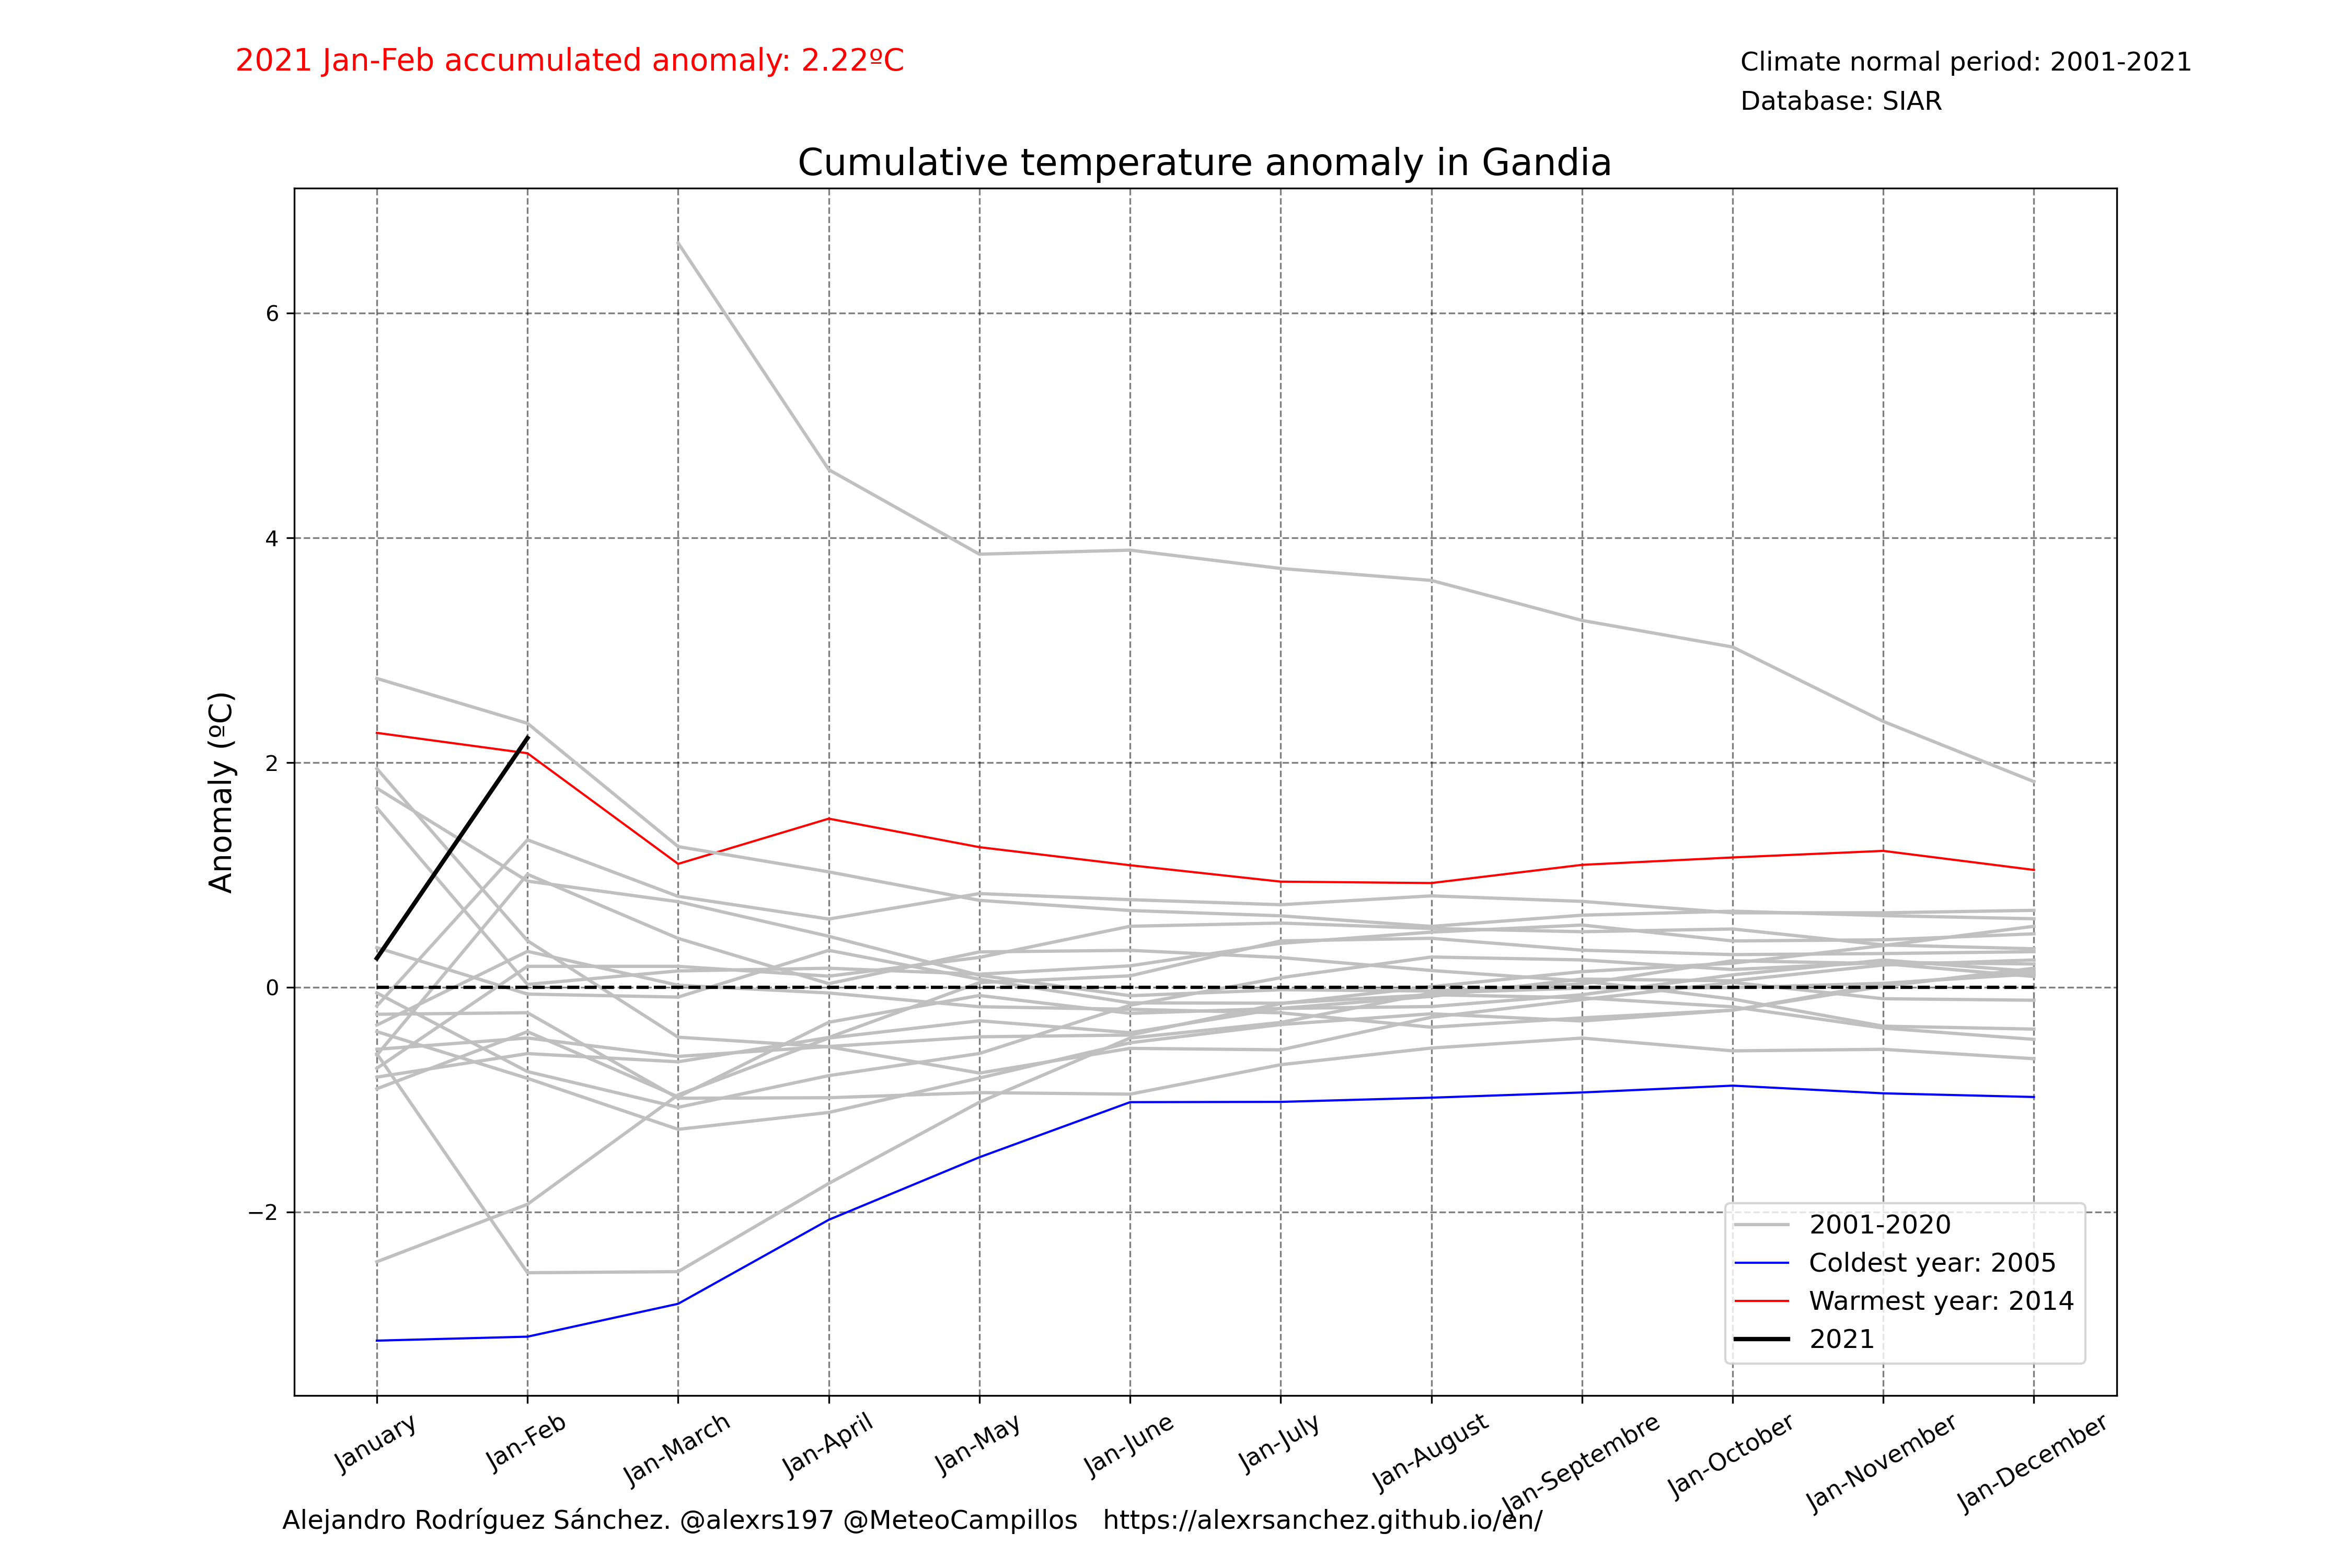 2021 Jan-Feb accumulated anomaly: 2.22ºC
Climate normal period: 2001-2021
Database: SIAR
Cumulative temperature anomaly in Gandia
Anomaly (ºC)
6
4
2
0
−2
2001-2020
Coldest year: 2005
Warmest year: 2014
2021
January
Jan-Feb
Jan-March
Jan-April
Jan-May
Jan-June
Jan-July
Jan-August
Jan-Septembre
Jan-October
Jan-November
Jan-December
Alejandro Rodríguez Sánchez. @alexrs197 @MeteoCampillos   https://alexrsanchez.github.io/en/